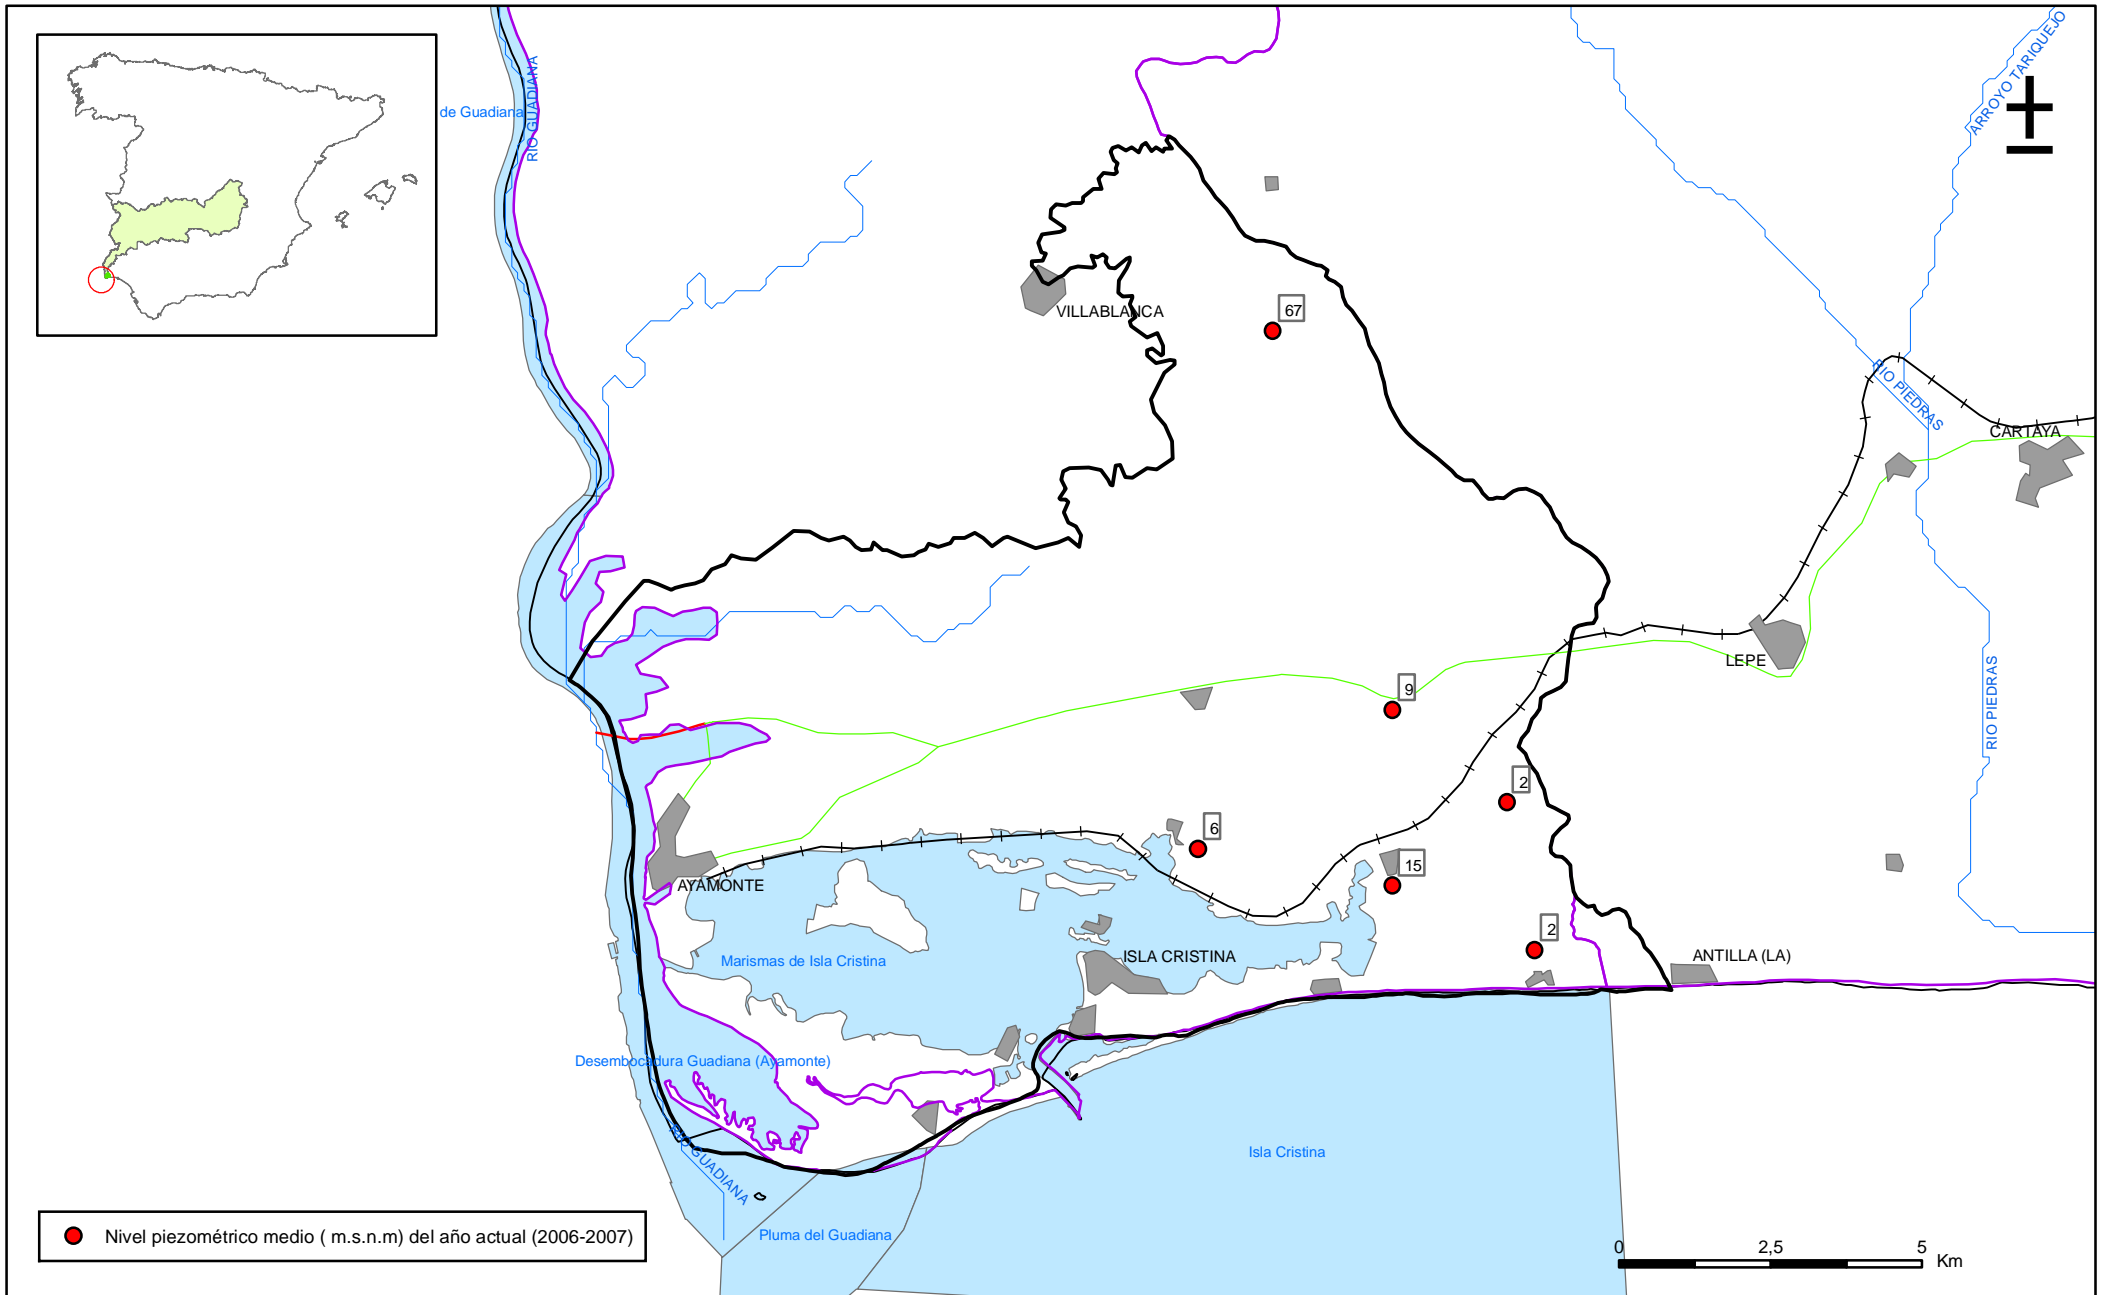 de Guadiana
RIO GUADIANA
ARROYO TARIQUEJO
VILLABLANCA
67
RIO PIEDRAS
CARTAYA
LEPE
RIO PIEDRAS
9
2
6
15
AYAMONTE
2
ISLA CRISTINA
ANTILLA (LA)
Marismas de Isla Cristina
Desembocadura Guadiana (Ayamonte)
RIO GUADIANA
Isla Cristina
Pluma del Guadiana
Nivel piezométrico medio ( m.s.n.m) del año actual (2006-2007)
0 2,5 5
Km